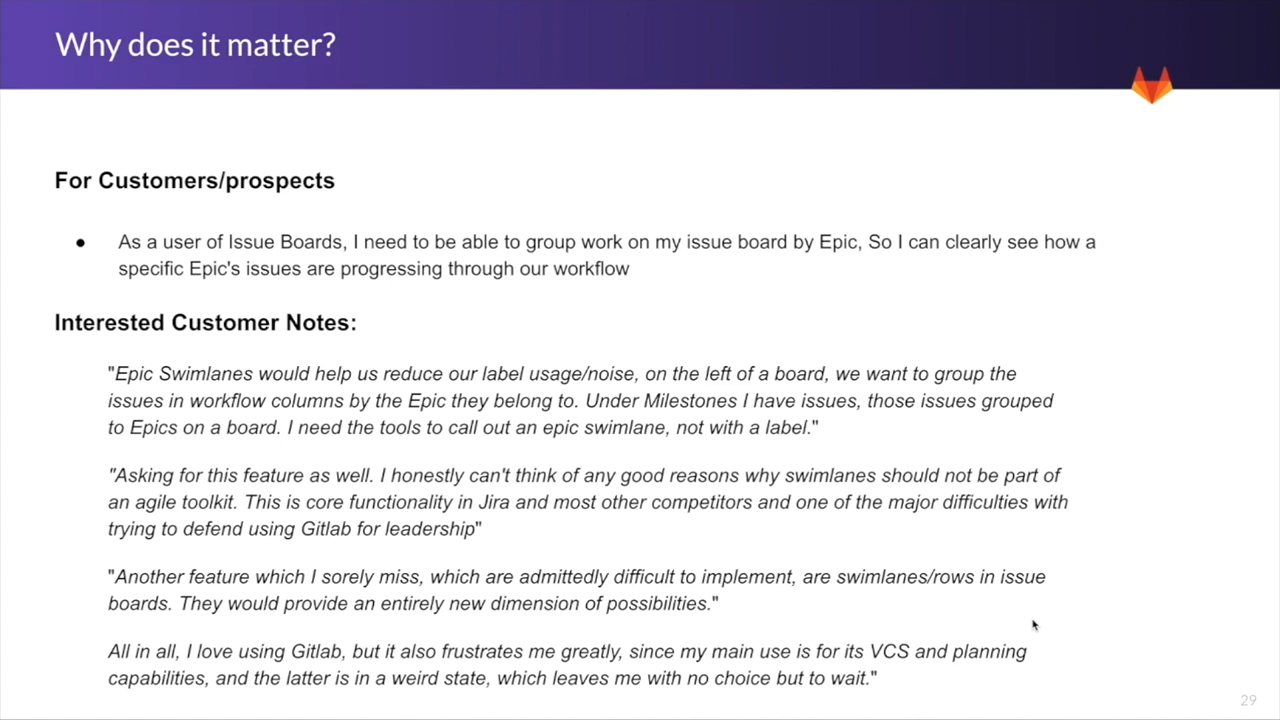 Why does it matter?
For Customers/prospects
● As a user of Issue Boards, I need to be able to group work on my issue board by Epic, So I can clearly see how a
specific Epic's issues are progressing through our workflow
Interested Customer Notes:
"Epic Swimlanes would help us reduce our label usage/noise, on the left of a board, we want to group the
issues in workflow columns by the Epic they belong to. Under Milestones I have issues, those issues grouped
to Epics on a board. I need the tools to call out an epic swimlane, not with a label."
"Asking for this feature as well. I honestly can't think of any good reasons why swimlanes should not be part of
an agile toolkit. This is core functionality in Jira and most other competitors and one of the major difficulties with
trying to defend using Gitlab for leadership"
"Another feature which I sorely miss, which are admittedly difficult to implement, are swimlanes/rows in issue
boards. They would provide an entirely new dimension of possibilities."
All in all, I love using Gitlab, but it also frustrates me greatly, since my main use is for its VCS and planning
capabilities, and the latter is in a weird state, which leaves me with no choice but to wait."
29